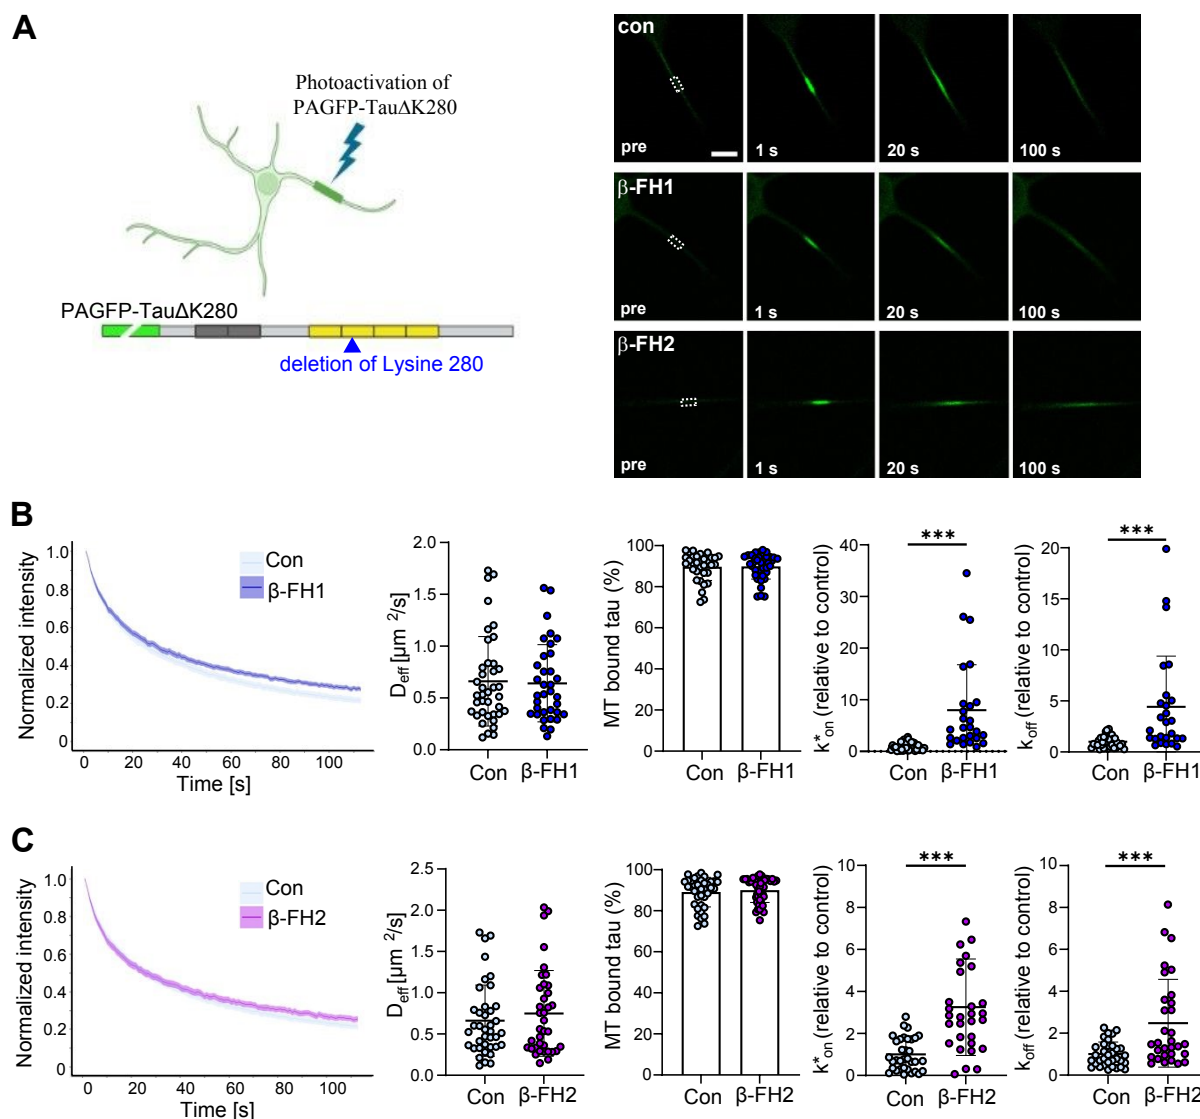 A
Photoactivation of
PAGFP-TauΔK280
PAGFP-TauΔK280
deletion of Lysine 280
con
pre
1 s
20 s
100 s
β-FH1
pre
1 s
20 s
100 s
β-FH2
pre
1 s
20 s
100 s
B
Normalized intensity
1.0
0.8
0.6
0.4
0.2
0
0 20 40 60 80 100
Time [s]
Con
β-FH1
Deff [µm ²/s]
2.0
1.5
1.0
0.5
0.0
Con β-FH1
MT bound tau (%)
100
80
60
40
20
0
Con β-FH1
k*on (relative to control)
40
30
20
10
0
***
Con β-FH1
koff (relative to control)
20
15
10
5
0
***
Con β-FH1
C
Normalized intensity
1.0
0.8
0.6
0.4
0.2
0 20 40 60 80 100
Time [s]
Con
β-FH2
Deff [µm ²/s]
2.5
2.0
1.5
1.0
0.5
0.0
Con β-FH2
MT bound tau (%)
100
80
60
40
20
0
Con β-FH2
k*on (relative to control)
10
8
6
4
2
0
***
Con β-FH2
koff (relative to control)
10
8
6
4
2
0
***
Con β-FH2